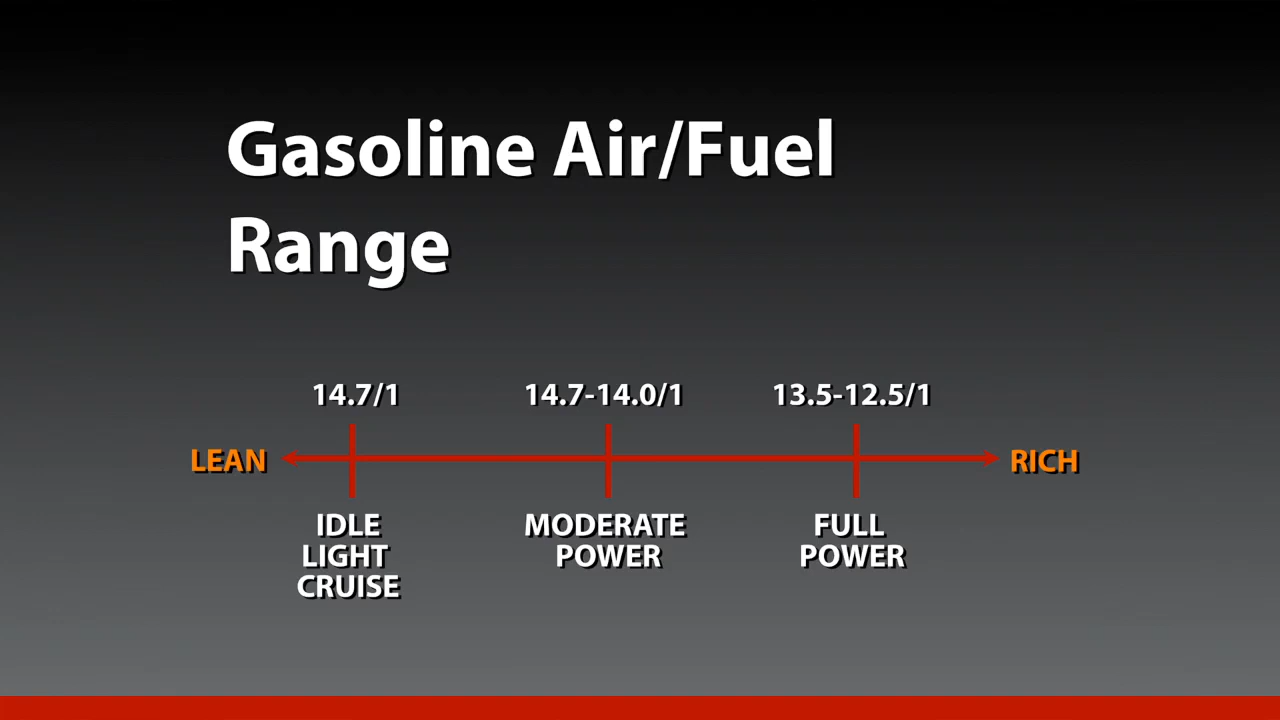 Gasoline Air/Fuel
Range
14.7/1
14.7-14.0/1
13.5-12.5/1
LEAN
RICH
IDLE
LIGHT
CRUISE
MODERATE
POWER
FULL
POWER